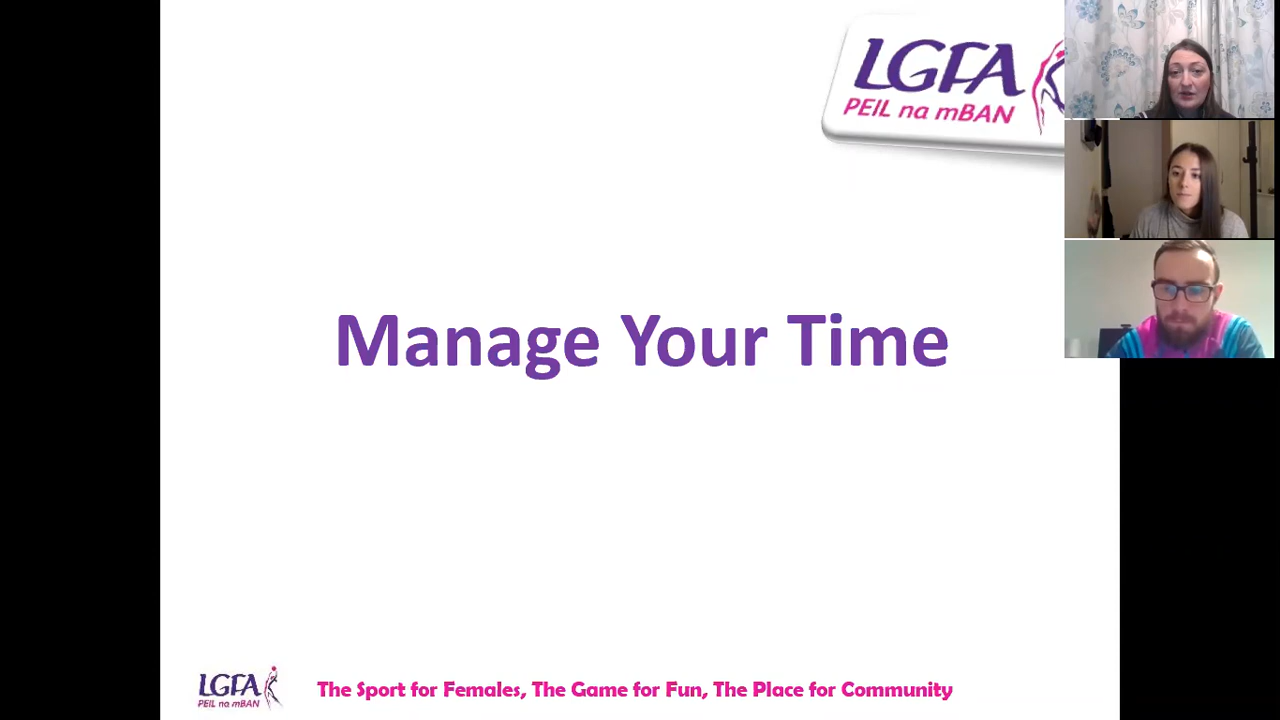 LGFA
PEIL na mBAN
Manage Your Time
LGFA
PEIL na mBAN
The Sport for Females, The Game for Fun, The Place for Community